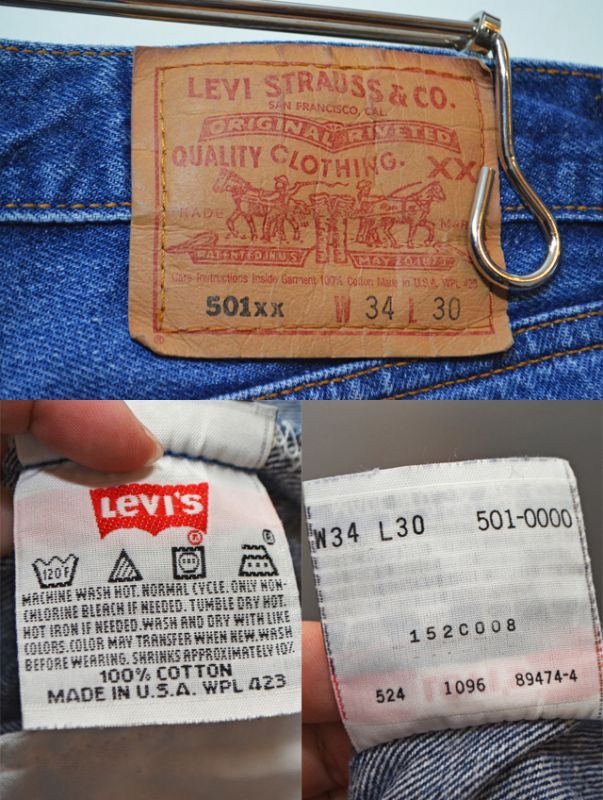 LEVI STRAUSS & CO.
SAN FRANCISCO, CAL.
ORIGINAL RIVETED
QUALITY CLOTHING.
XX
TRADE MARK
PATENTED IN U.S. MAY 20 1873
Care Instructions Inside Garment 100% Cotton Made in U.S.A. WPL 423
501XX W 34 L 30
®
LEVI'S
®
120F
MACHINE WASH HOT. NORMAL CYCLE. ONLY NON-
CHLORINE BLEACH IF NEEDED. TUMBLE DRY HOT.
HOT IRON IF NEEDED. WASH AND DRY WITH LIKE
COLORS. COLOR MAY TRANSFER WHEN NEW. WASH
BEFORE WEARING. SHRINKS APPROXIMATELY 10%
100% COTTON
MADE IN U.S.A. WPL 423
W34 L30 501-0000
152C008
524 1096 89474-4